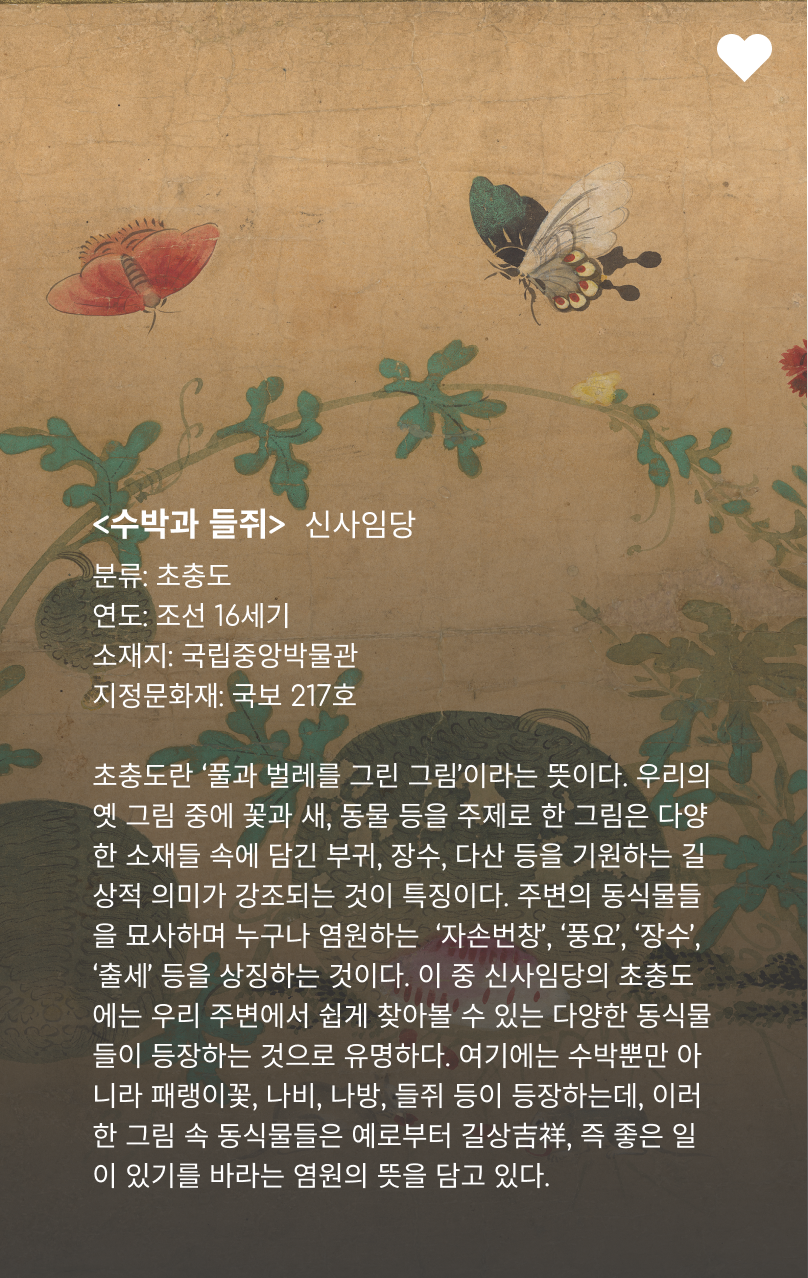 <수박과 들쥐> 신사임당
분류: 초충도
연도: 조선 16세기
소재지: 국립중앙박물관
지정문화재: 국보 217호
초충도란 ‘풀과 벌레를 그린 그림’이라는 뜻이다. 우리의
옛 그림 중에 꽃과 새, 동물 등을 주제로 한 그림은 다양
한 소재들 속에 담긴 부귀, 장수, 다산 등을 기원하는 길
상적 의미가 강조되는 것이 특징이다. 주변의 동식물들
을 묘사하며 누구나 염원하는 ‘자손번창’, ‘풍요’, ‘장수’,
‘출세’ 등을 상징하는 것이다. 이 중 신사임당의 초충도
에는 우리 주변에서 쉽게 찾아볼 수 있는 다양한 동식물
들이 등장하는 것으로 유명하다. 여기에는 수박뿐만 아
니라 패랭이꽃, 나비, 나방, 들쥐 등이 등장하는데, 이러
한 그림 속 동식물들은 예로부터 길상吉祥, 즉 좋은 일
이 있기를 바라는 염원의 뜻을 담고 있다.